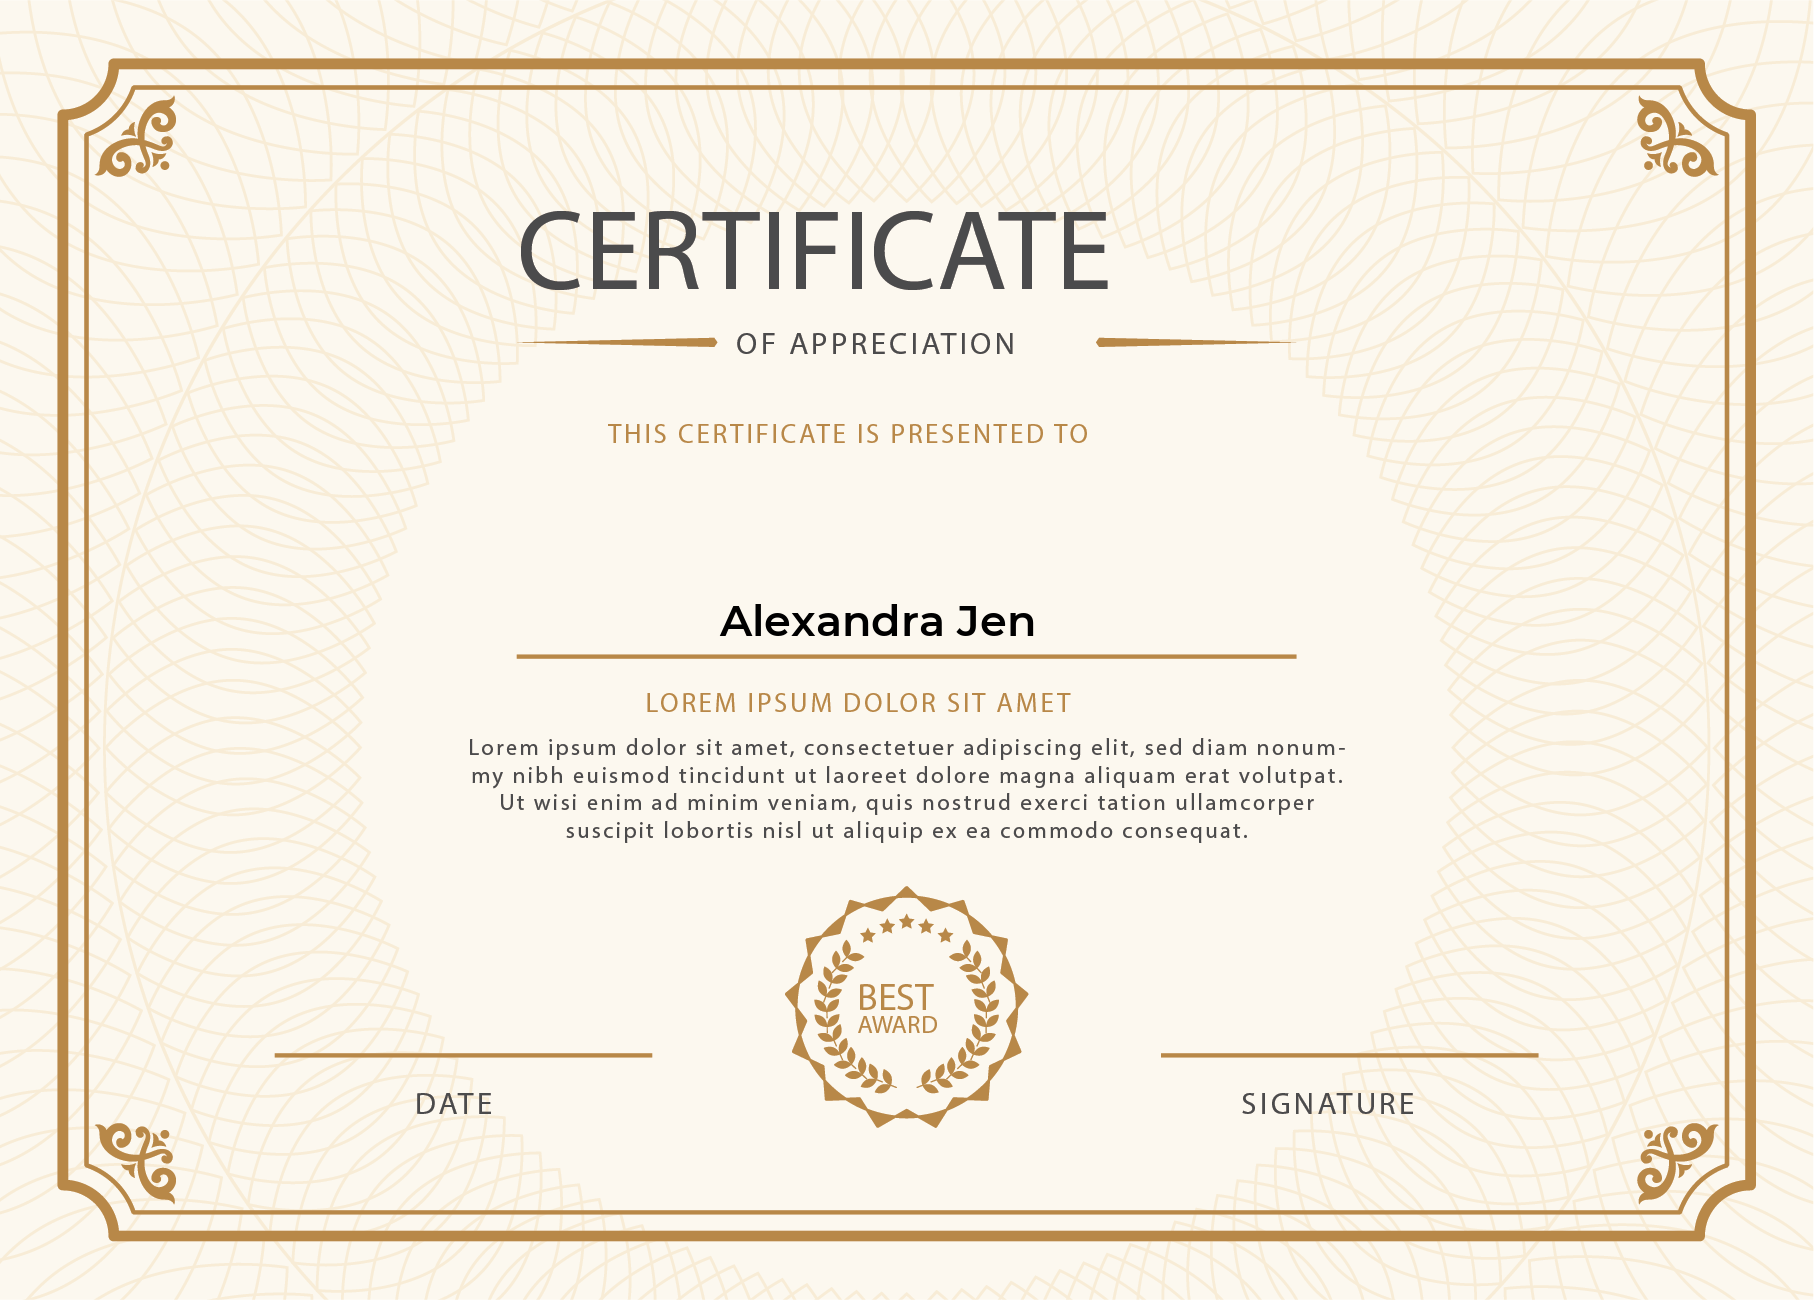 CERTIFICATE
OF APPRECIATION
THIS CERTIFICATE IS PRESENTED TO
Alexandra Jen
LOREM IPSUM DOLOR SIT AMET
Lorem ipsum dolor sit amet, consectetuer adipiscing elit, sed diam nonum-
my nibh euismod tincidunt ut laoreet dolore magna aliquam erat volutpat.
Ut wisi enim ad minim veniam, quis nostrud exerci tation ullamcorper
suscipit lobortis nisl ut aliquip ex ea commodo consequat.
BEST
AWARD
DATE
SIGNATURE